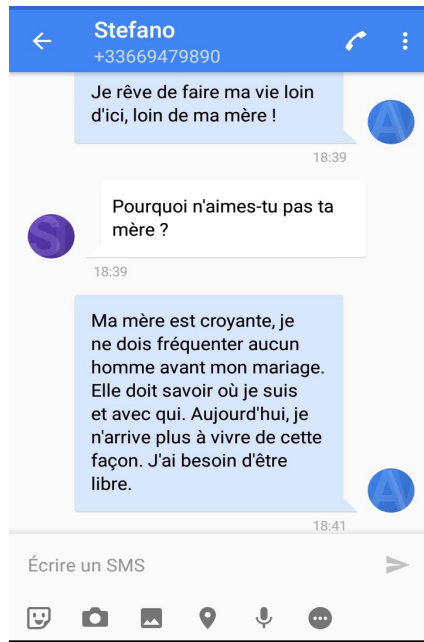 Stefano
+33669479890
Je rêve de faire ma vie loin
d'ici, loin de ma mère !
18:39
Pourquoi n'aimes-tu pas ta
mère ?
18:39
Ma mère est croyante, je
ne dois fréquenter aucun
homme avant mon mariage.
Elle doit savoir où je suis
et avec qui. Aujourd'hui, je
n'arrive plus à vivre de cette
façon. J'ai besoin d'être
libre.
18:41
Écrire un SMS